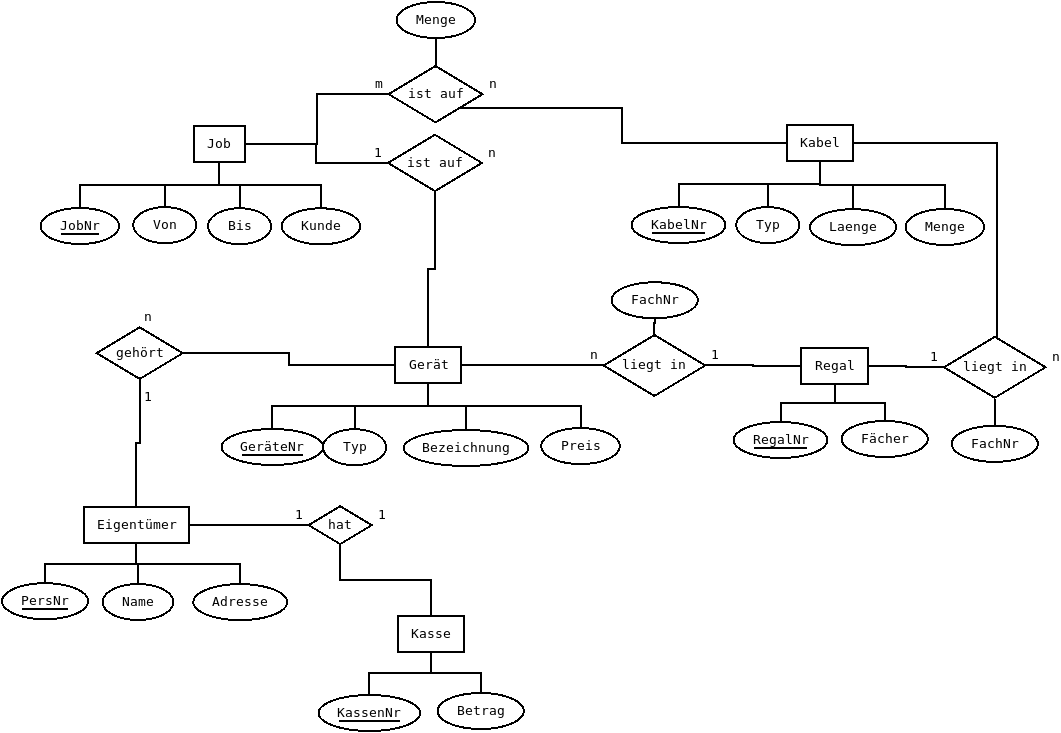 Menge
m
ist auf
n
Job
1
ist auf
n
Kabel
JobNr
Von
Bis
Kunde
KabelNr
Typ
Laenge
Menge
FachNr
n
gehört
1
Gerät
n
liegt in
1
Regal
1
liegt in
n
GeräteNr
Typ
Bezeichnung
Preis
RegalNr
Fächer
FachNr
Eigentümer
1
hat
1
PersNr
Name
Adresse
Kasse
KassenNr
Betrag